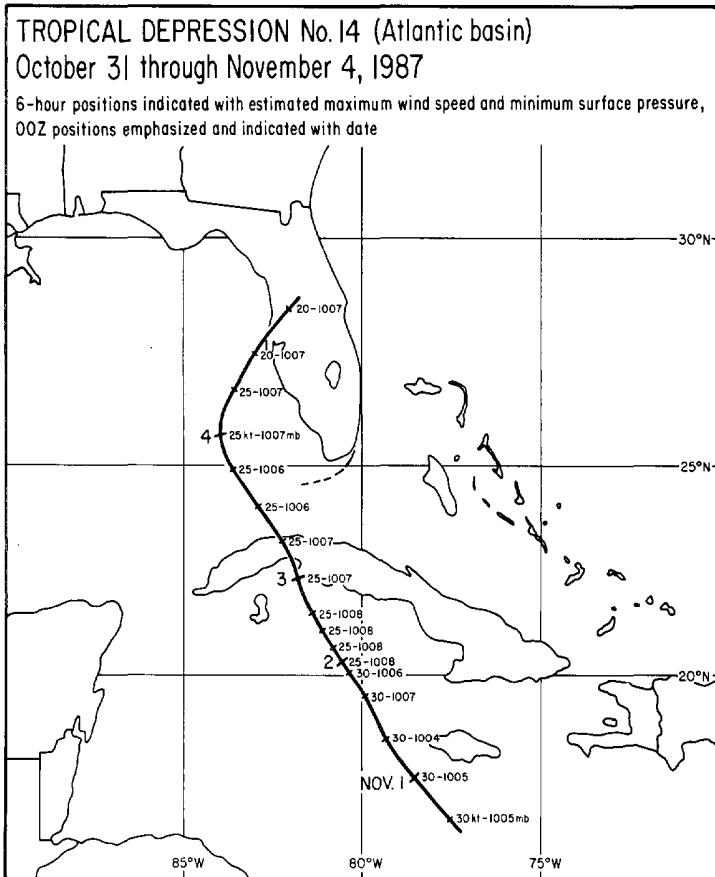 TROPICAL DEPRESSION No. 14 (Atlantic basin)
October 31 through November 4, 1987
6-hour positions indicated with estimated maximum wind speed and minimum surface pressure,
00Z positions emphasized and indicated with date
30°N
20-1007
20-1007
25-1007
4 25kt-1007mb
25°N
25-1006
25-1006
25-1007
3 25-1007
25-1008
25-1008
25-1008
2 25-1008
20°N
30-1006
30-1007
30-1004
NOV. 1 30-1005
30kt-1005mb
85°W 80°W 75°W